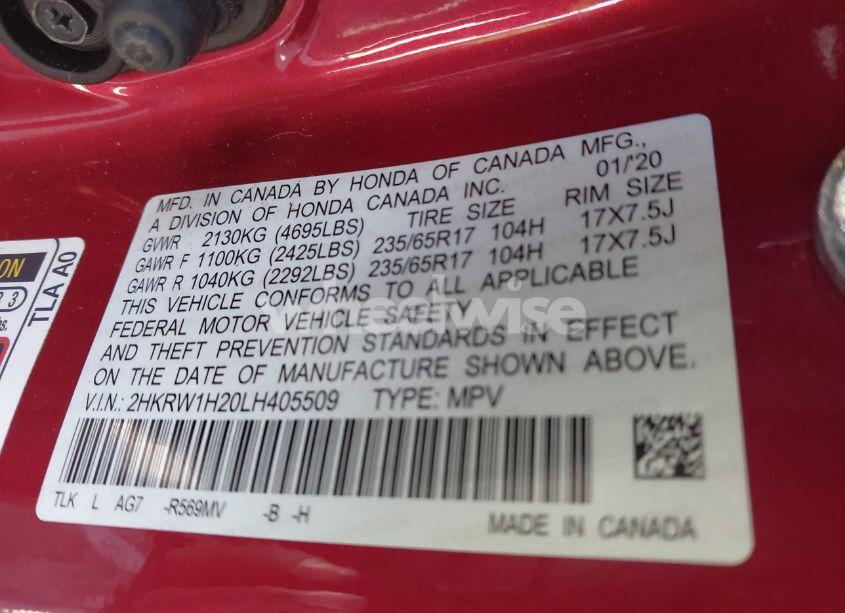 MFD. IN CANADA BY HONDA OF CANADA MFG.,
A DIVISION OF HONDA CANADA INC. 01/'20
GVWR 2130KG (4695LBS) TIRE SIZE RIM SIZE
GAWR F 1100KG (2425LBS) 235/65R17 104H 17X7.5J
GAWR R 1040KG (2292LBS) 235/65R17 104H 17X7.5J
THIS VEHICLE CONFORMS TO ALL APPLICABLE
FEDERAL MOTOR VEHICLE SAFETY
AND THEFT PREVENTION STANDARDS IN EFFECT
ON THE DATE OF MANUFACTURE SHOWN ABOVE.
V.I.N.: 2HKRW1H20LH405509 TYPE: MPV
TLK L AG7 -R569MV -B -H
MADE IN CANADA
TLA A0
ON
R 3
wheelwise